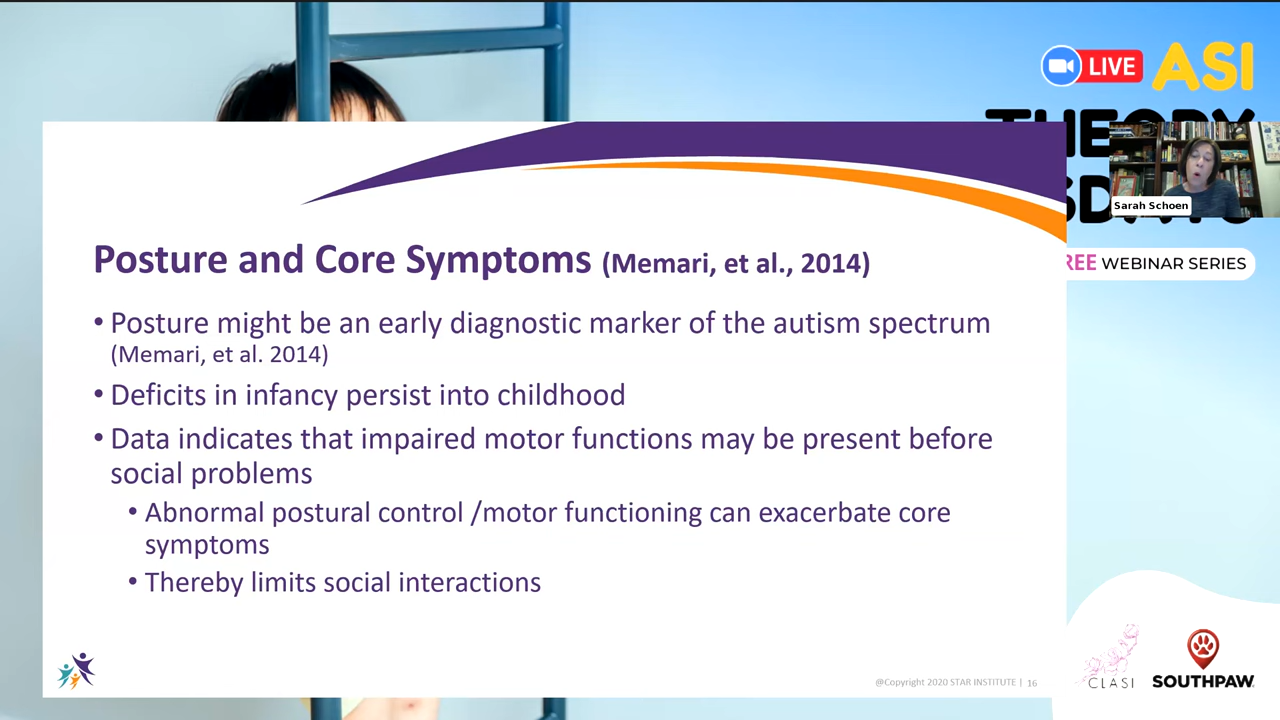 LIVE ASI
Sarah Schoen
WEBINAR SERIES
Posture and Core Symptoms (Memari, et al., 2014)
• Posture might be an early diagnostic marker of the autism spectrum
(Memari, et al. 2014)
• Deficits in infancy persist into childhood
• Data indicates that impaired motor functions may be present before
social problems
• Abnormal postural control /motor functioning can exacerbate core
symptoms
• Thereby limits social interactions
@Copyright 2020 STAR INSTITUTE | 16
CLASI
SOUTHPAW